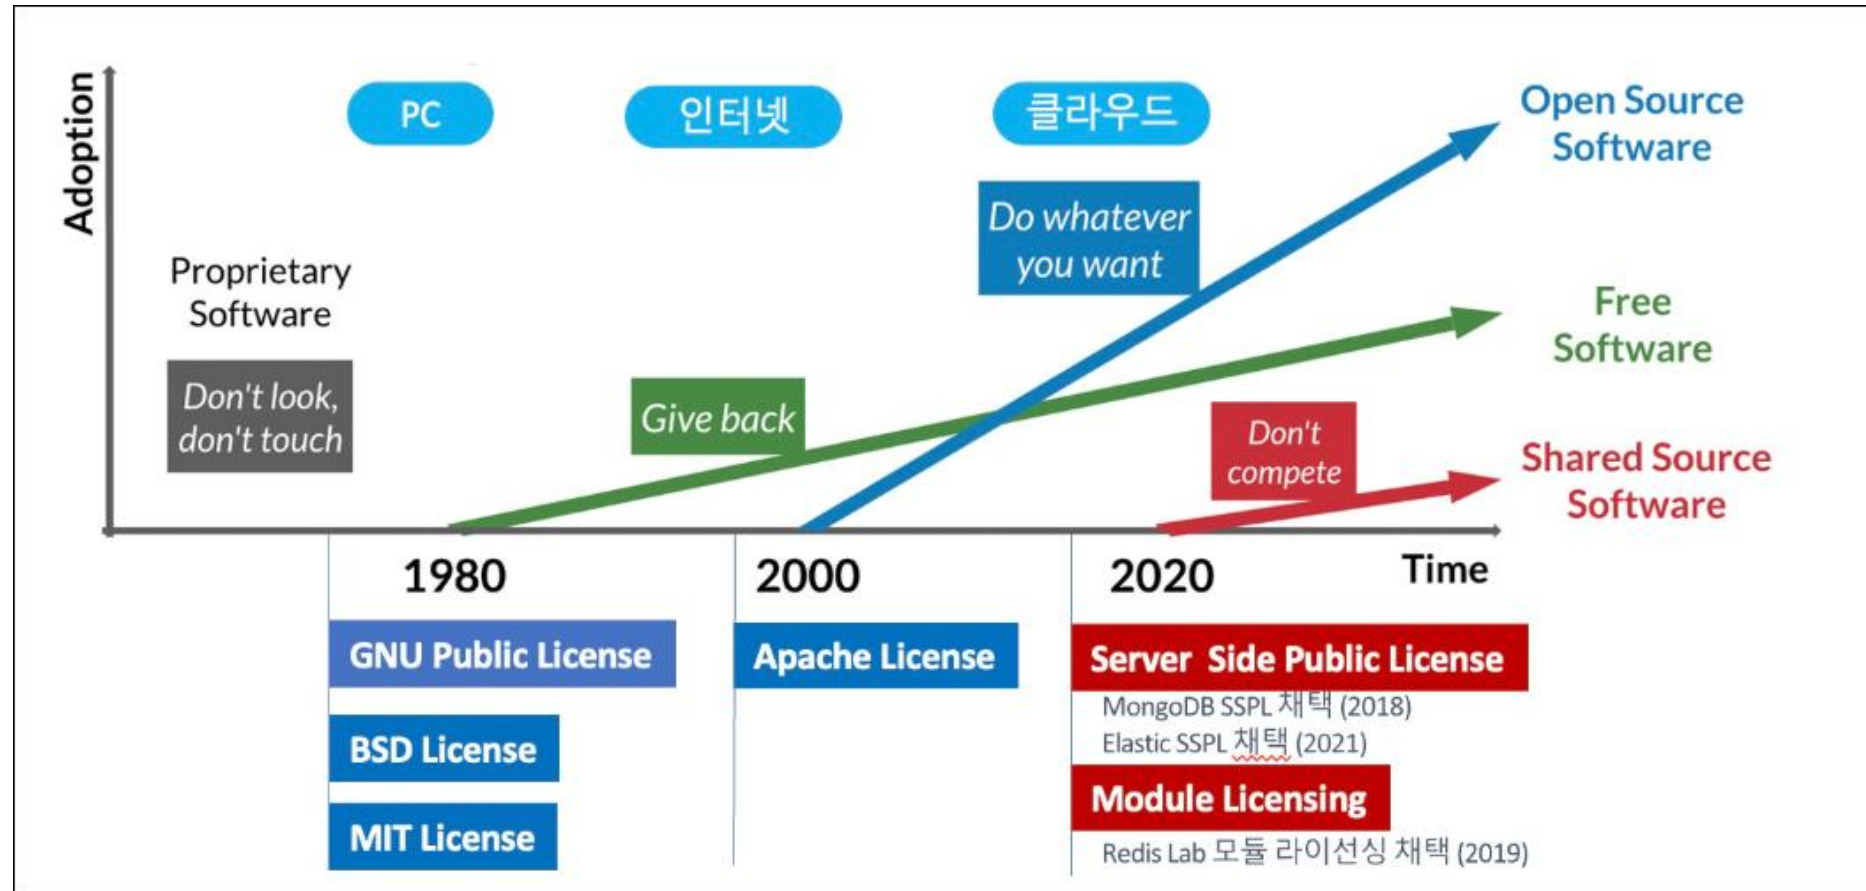 Adoption
PC
인터넷
클라우드
Open Source
Software
Do whatever
you want
Proprietary
Software
Free
Software
Don't look,
don't touch
Give back
Don't
compete
Shared Source
Software
1980
2000
2020
Time
GNU Public License
Apache License
Server Side Public License
MongoDB SSPL 채택 (2018)
Elastic SSPL 채택 (2021)
BSD License
Module Licensing
MIT License
Redis Lab 모듈 라이선싱 채택 (2019)